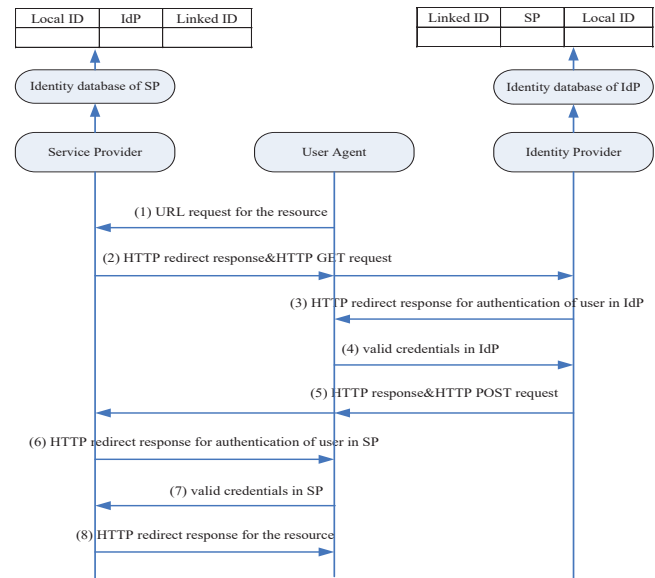 Local ID IdP Linked ID
Linked ID SP Local ID
Identity database of SP
Identity database of IdP
Service Provider
User Agent
Identity Provider
(1) URL request for the resource
(2) HTTP redirect response&HTTP GET request
(3) HTTP redirect response for authentication of user in IdP
(4) valid credentials in IdP
(5) HTTP response&HTTP POST request
(6) HTTP redirect response for authentication of user in SP
(7) valid credentials in SP
(8) HTTP redirect response for the resource